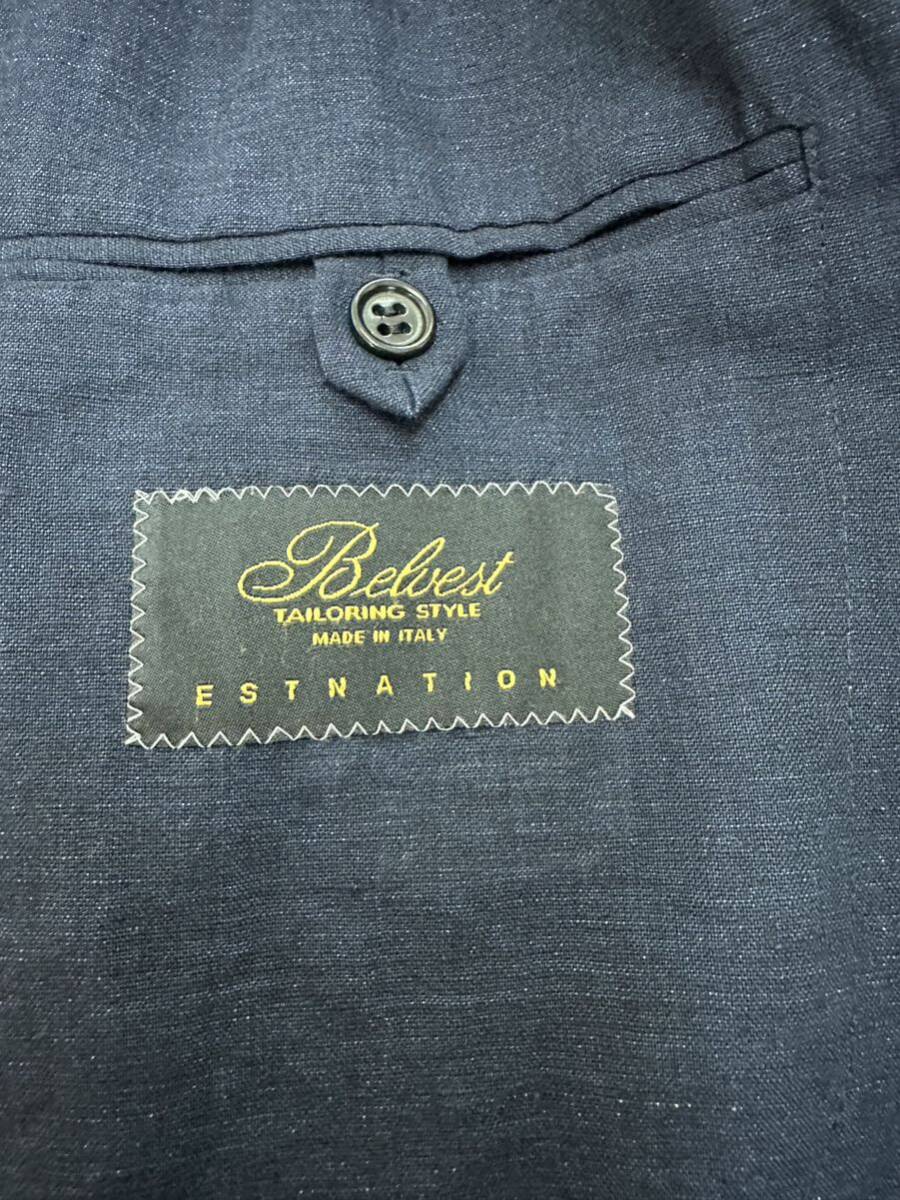 Belvest
TAILORING STYLE
MADE IN ITALY
ESTNATION